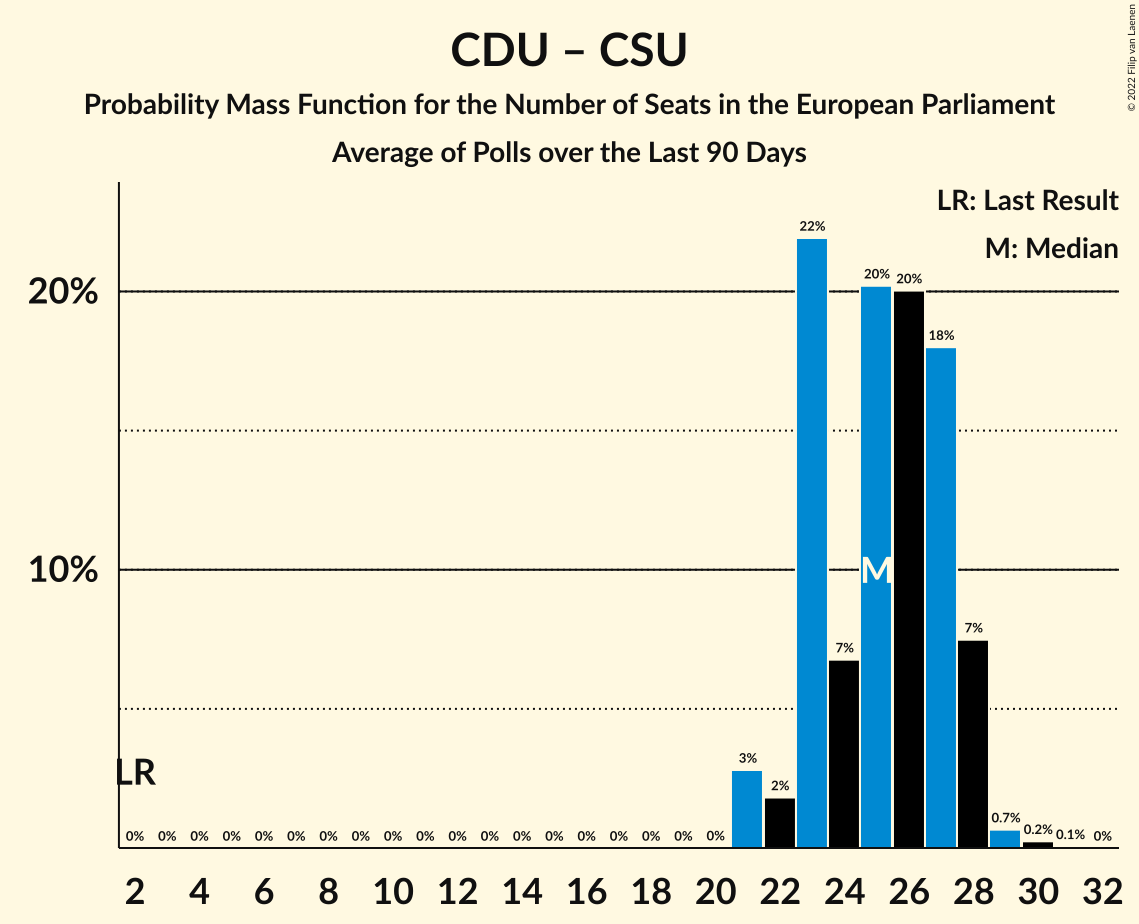 CDU – CSU
Probability Mass Function for the Number of Seats in the European Parliament
Average of Polls over the Last 90 Days
© 2022 Filip van Laenen
LR: Last Result
M: Median
22%
20%
20% 20%
18%
M
10%
7%
7%
LR
3%
2%
0.7%
0.2%
0.1%
0% 0% 0% 0% 0% 0% 0% 0% 0% 0% 0% 0% 0% 0% 0% 0% 0% 0% 0% 0%
2 4 6 8 10 12 14 16 18 20 22 24 26 28 30 32